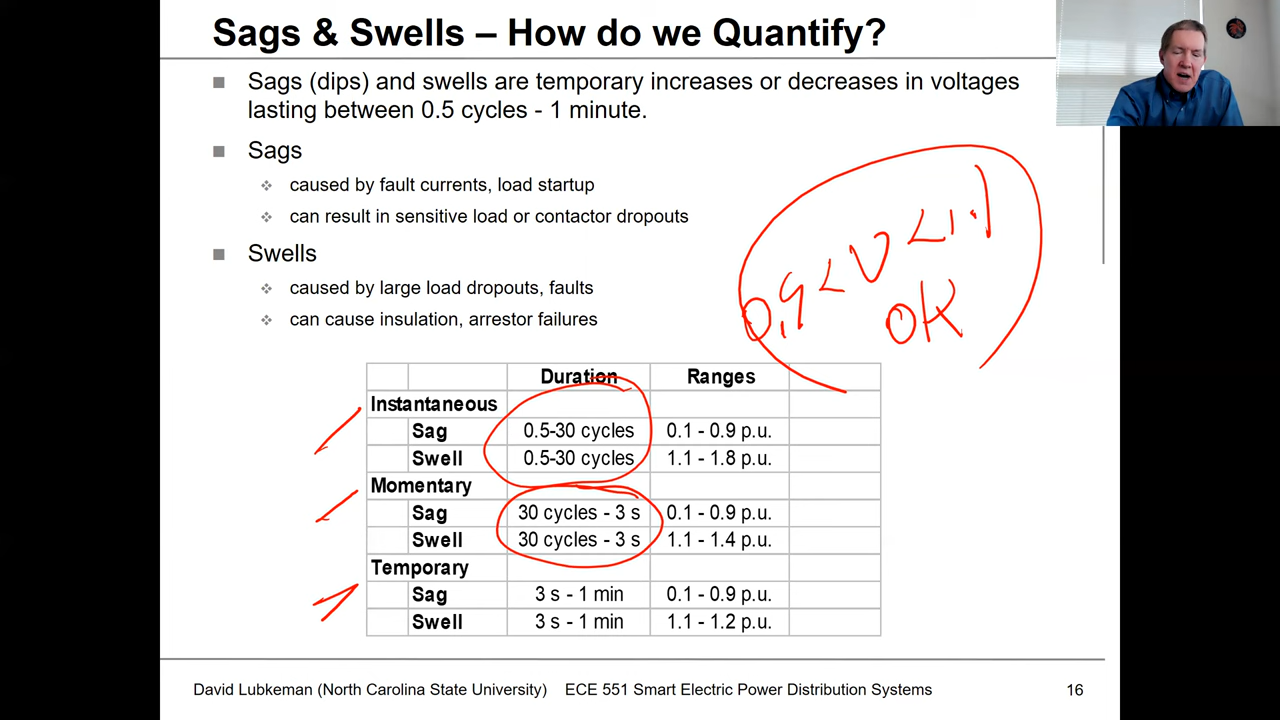 Sags & Swells – How do we Quantify?
Sags (dips) and swells are temporary increases or decreases in voltages
lasting between 0.5 cycles - 1 minute.
Sags
caused by fault currents, load startup
can result in sensitive load or contactor dropouts
Swells
caused by large load dropouts, faults
can cause insulation, arrestor failures
0.9 < V < 1.1
OK
Duration Ranges
Instantaneous
Sag 0.5-30 cycles 0.1 - 0.9 p.u.
Swell 0.5-30 cycles 1.1 - 1.8 p.u.
Momentary
Sag 30 cycles - 3 s 0.1 - 0.9 p.u.
Swell 30 cycles - 3 s 1.1 - 1.4 p.u.
Temporary
Sag 3 s - 1 min 0.1 - 0.9 p.u.
Swell 3 s - 1 min 1.1 - 1.2 p.u.
David Lubkeman (North Carolina State University) ECE 551 Smart Electric Power Distribution Systems 16